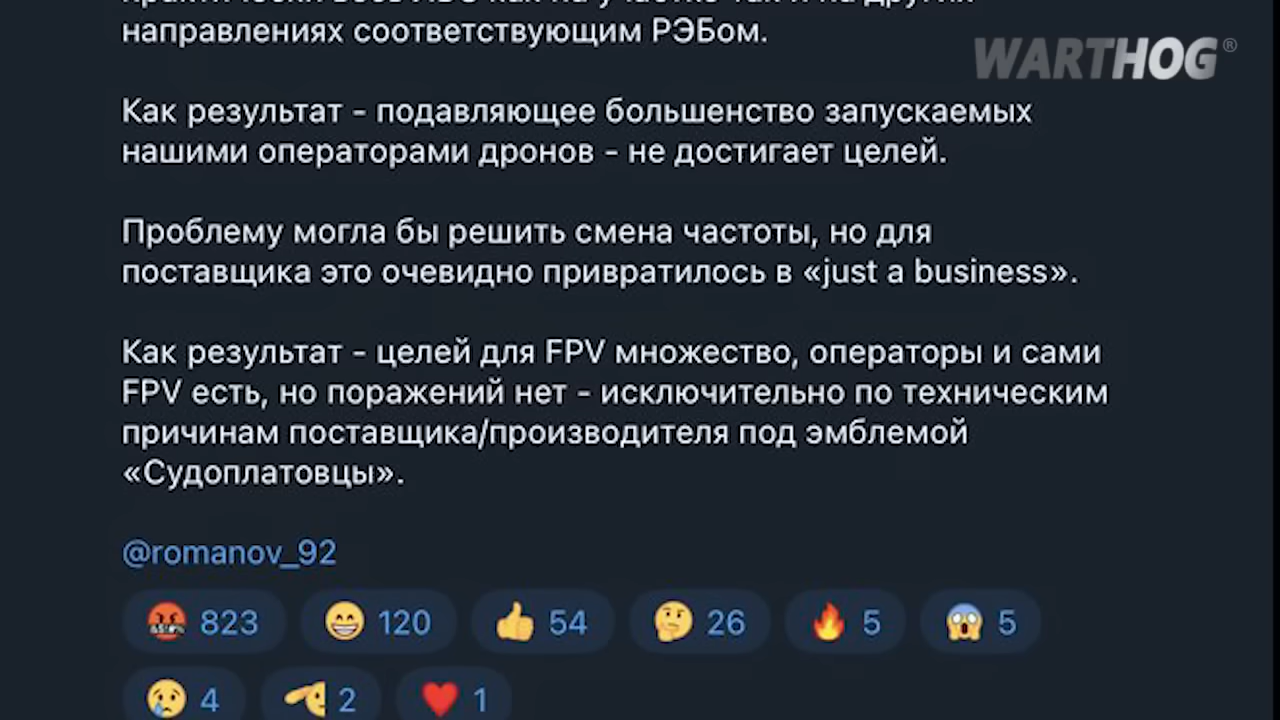 направлениях соответствующим РЭБом.
WARTHOG®
Как результат - подавляющее большенство запускаемых
нашими операторами дронов - не достигает целей.
Проблему могла бы решить смена частоты, но для
поставщика это очевидно привратилось в «just a business».
Как результат - целей для FPV множество, операторы и сами
FPV есть, но поражений нет - исключительно по техническим
причинам поставщика/производителя под эмблемой
«Судоплатовцы».
@romanov_92
823 120 54 26 5 5
4 2 1